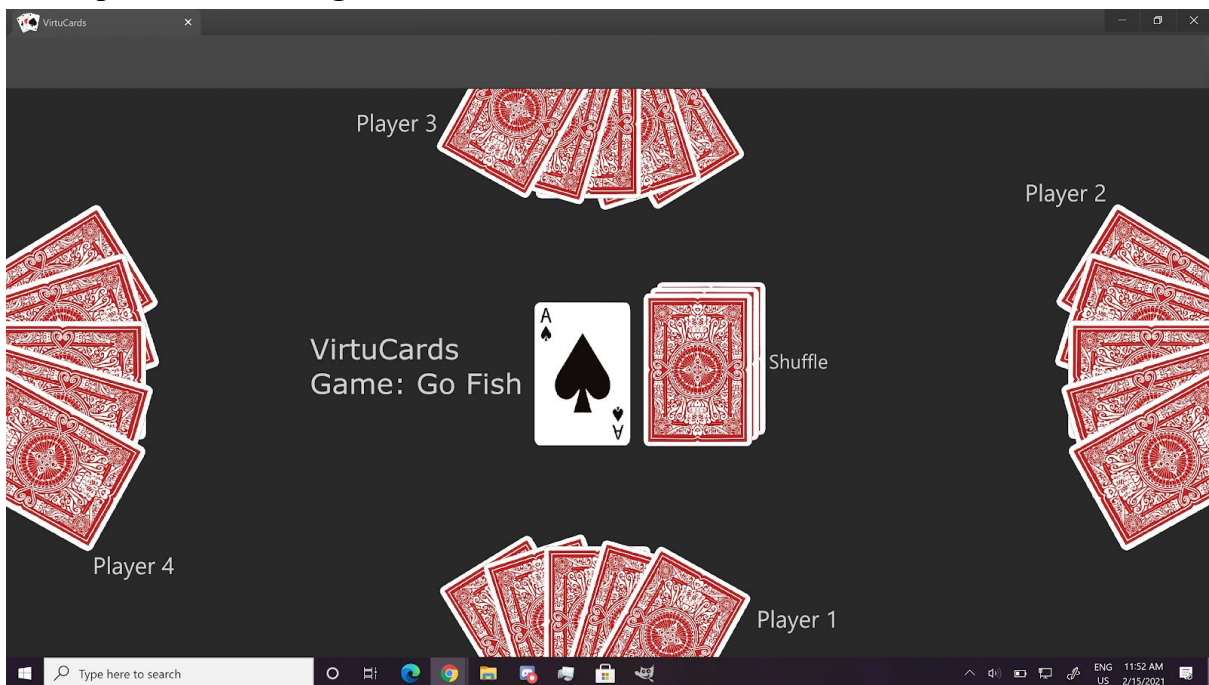 VirtuCards
Player 3
Player 2
VirtuCards
Game: Go Fish
A
A
Shuffle
Player 4
Player 1
Type here to search
ENG 11:52 AM
US 2/15/2021